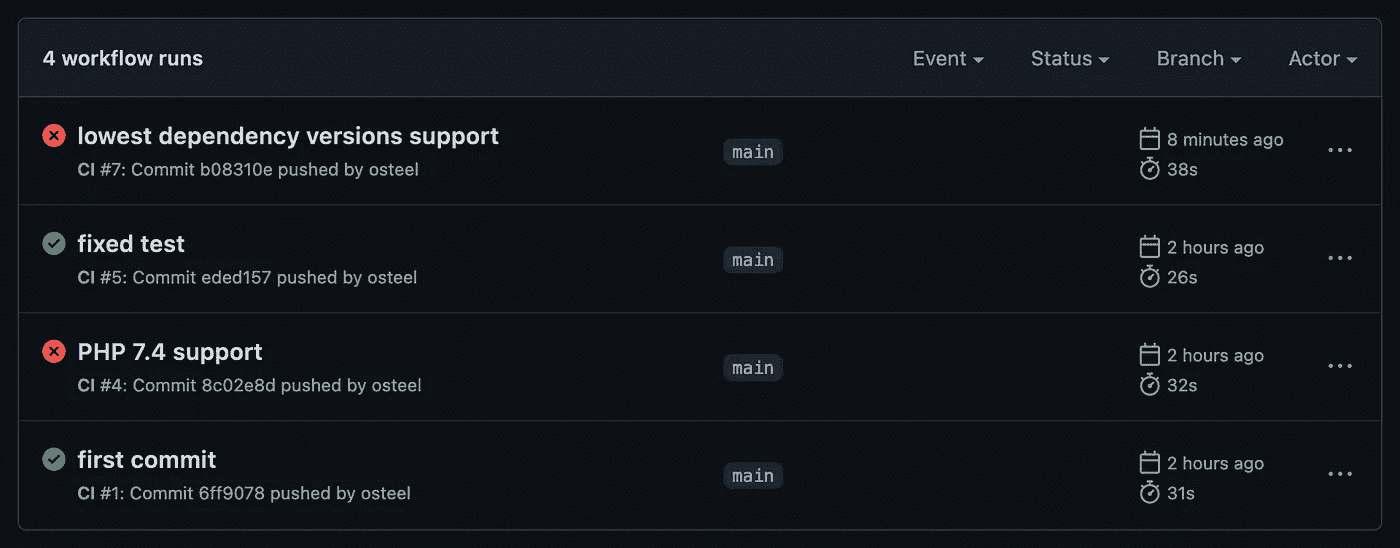 4 workflow runs Event Status Branch Actor
lowest dependency versions support
CI #7: Commit b08310e pushed by osteel
main
8 minutes ago
38s
fixed test
CI #5: Commit eded157 pushed by osteel
main
2 hours ago
26s
PHP 7.4 support
CI #4: Commit 8c02e8d pushed by osteel
main
2 hours ago
32s
first commit
CI #1: Commit 6ff9078 pushed by osteel
main
2 hours ago
31s